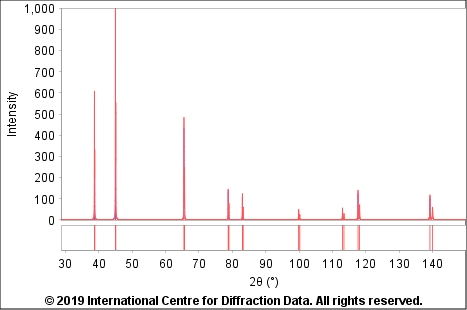 1,000
900
800
700
600
500
400
300
200
100
0
Intensity
30 40 50 60 70 80 90 100 110 120 130 140
2θ (°)
© 2019 International Centre for Diffraction Data. All rights reserved.